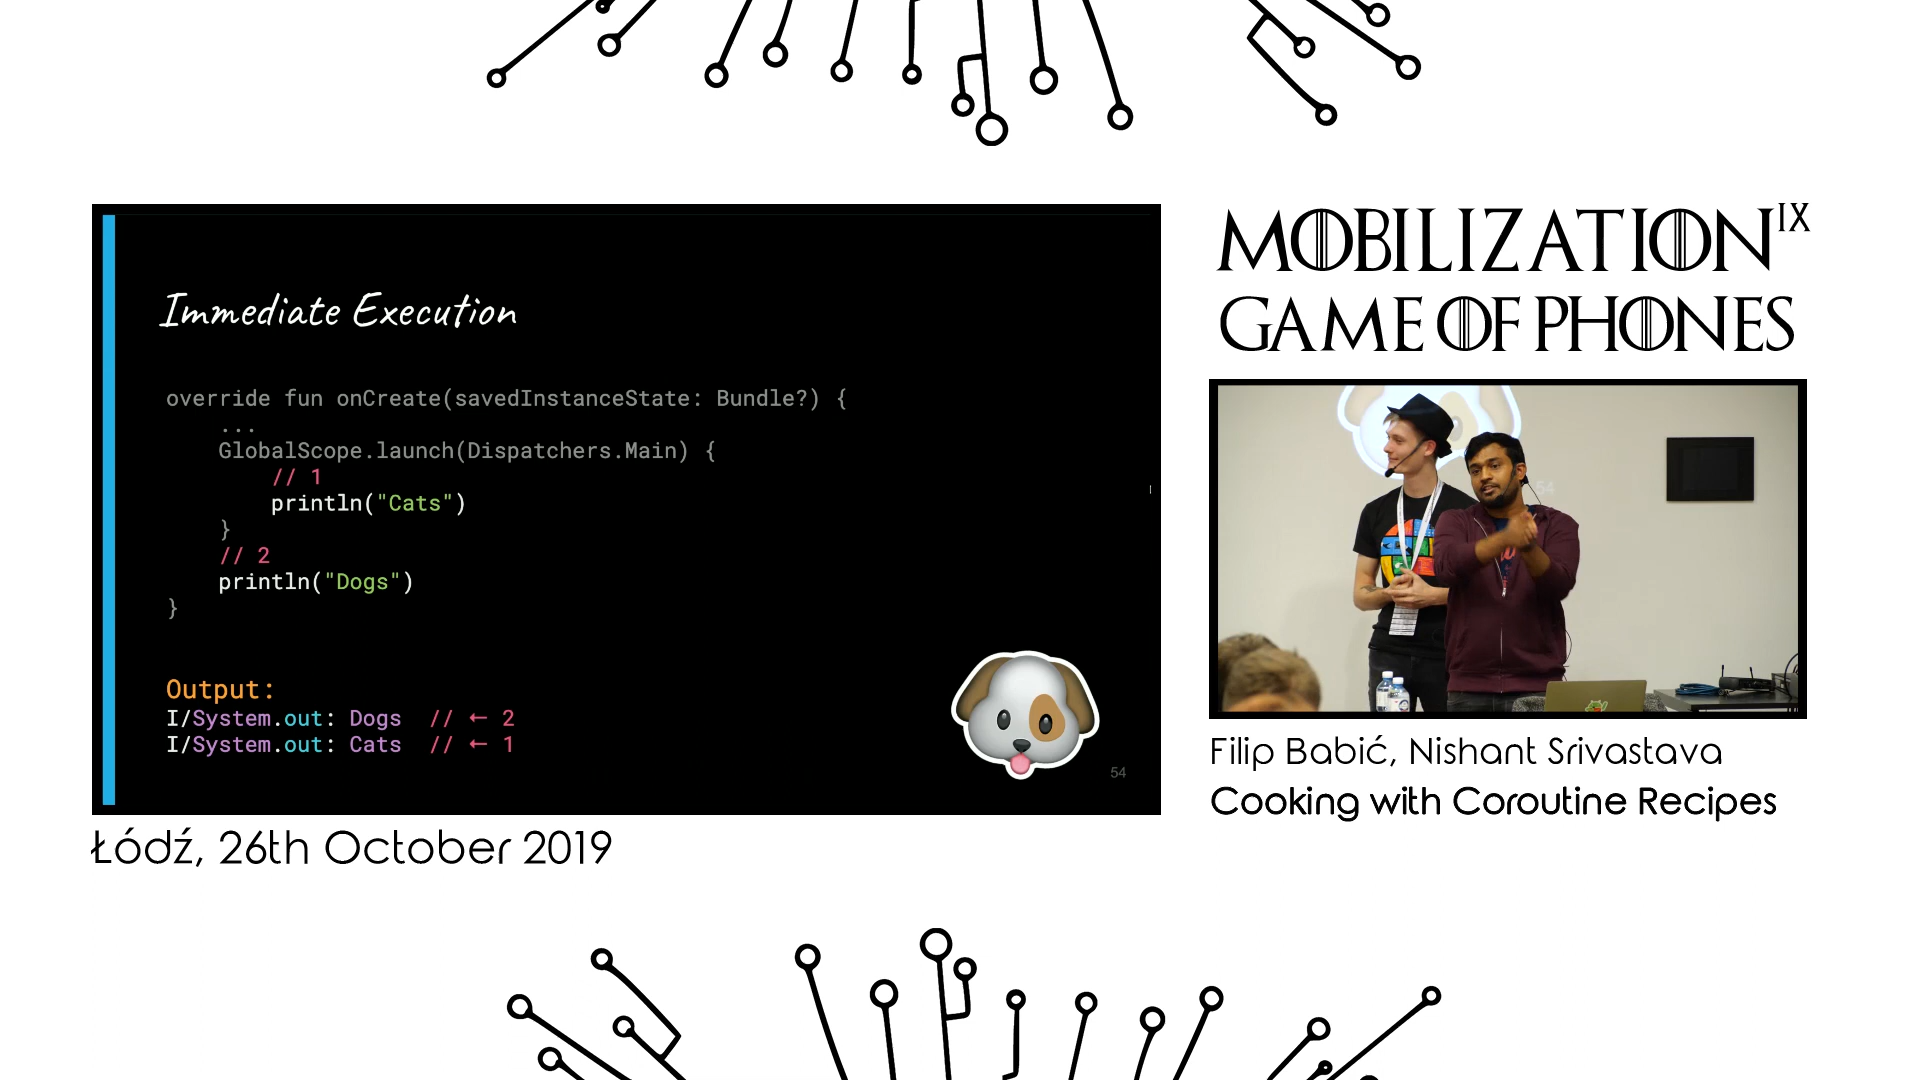 Immediate Execution
override fun onCreate(savedInstanceState: Bundle?) {
...
GlobalScope.launch(Dispatchers.Main) {
// 1
println("Cats")
}
// 2
println("Dogs")
}
Output:
I/System.out: Dogs // ← 2
I/System.out: Cats // ← 1
54
Łódź, 26th October 2019
MOBILIZATION IX
GAME OF PHONES
54
Filip Babić, Nishant Srivastava
Cooking with Coroutine Recipes